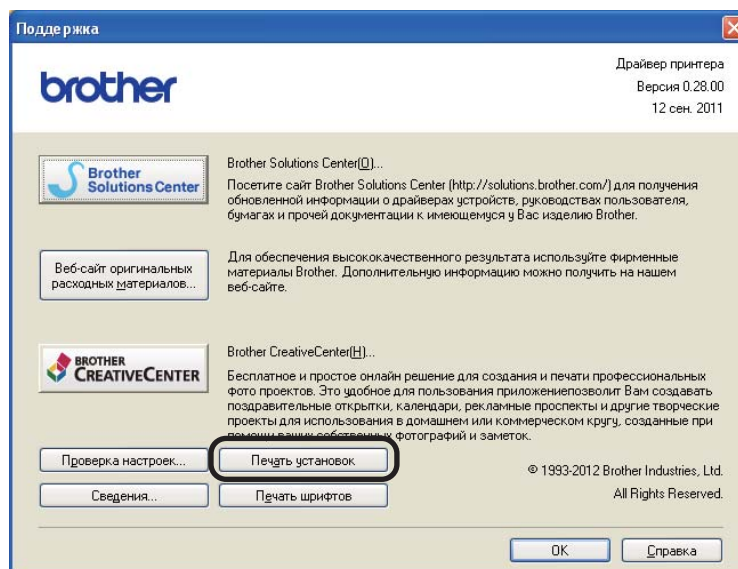 Поддержка
brother
Драйвер принтера
Версия 0.28.00
12 сен. 2011
Brother
Solutions Center
Brother Solutions Center(O)...
Посетите сайт Brother Solutions Center (http://solutions.brother.com/) для получения
обновленной информации о драйверах устройств, руководствах пользователя,
бумагах и прочей документации к имеющемуся у Вас изделию Brother.
Веб-сайт оригинальных
расходных материалов...
Для обеспечения высококачественного результата используйте фирменные
материалы Brother. Дополнительную информацию можно получить на нашем
веб-сайте.
BROTHER
CREATIVECENTER
Brother CreativeCenter(H)...
Бесплатное и простое онлайн решение для создания и печати профессиональных
фото проектов. Это удобное для пользования приложениепозволит Вам создавать
поздравительные открытки, календари, рекламные проспекты и другие творческие
проекты для использования в домашнем или коммерческом кругу, созданные при
помощи ваших собственных фотографий и заметок.
Проверка настроек...
Печать установок
Сведения...
Печать шрифтов
© 1993-2012 Brother Industries, Ltd.
All Rights Reserved.
OK
Справка